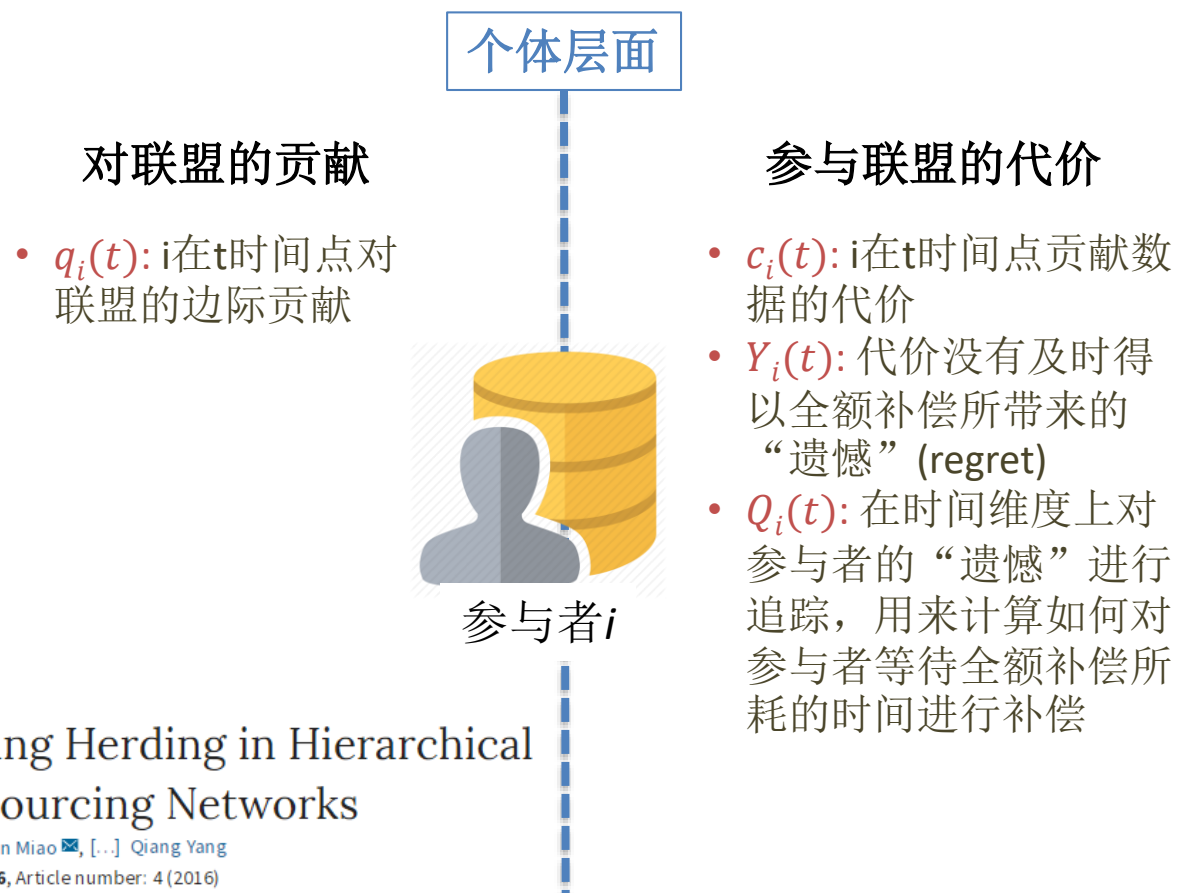 个体层面
对联盟的贡献
• q_i(t): i在t时间点对
联盟的边际贡献
参与联盟的代价
• c_i(t): i在t时间点贡献数
据的代价
• Y_i(t): 代价没有及时得
以全额补偿所带来的
“遗憾”(regret)
• Q_i(t): 在时间维度上对
参与者的“遗憾”进行
追踪，用来计算如何对
参与者等待全额补偿所
耗的时间进行补偿
参与者i
ng Herding in Hierarchical
ourcing Networks
n Miao ✉, [...] Qiang Yang
6, Article number: 4 (2016)